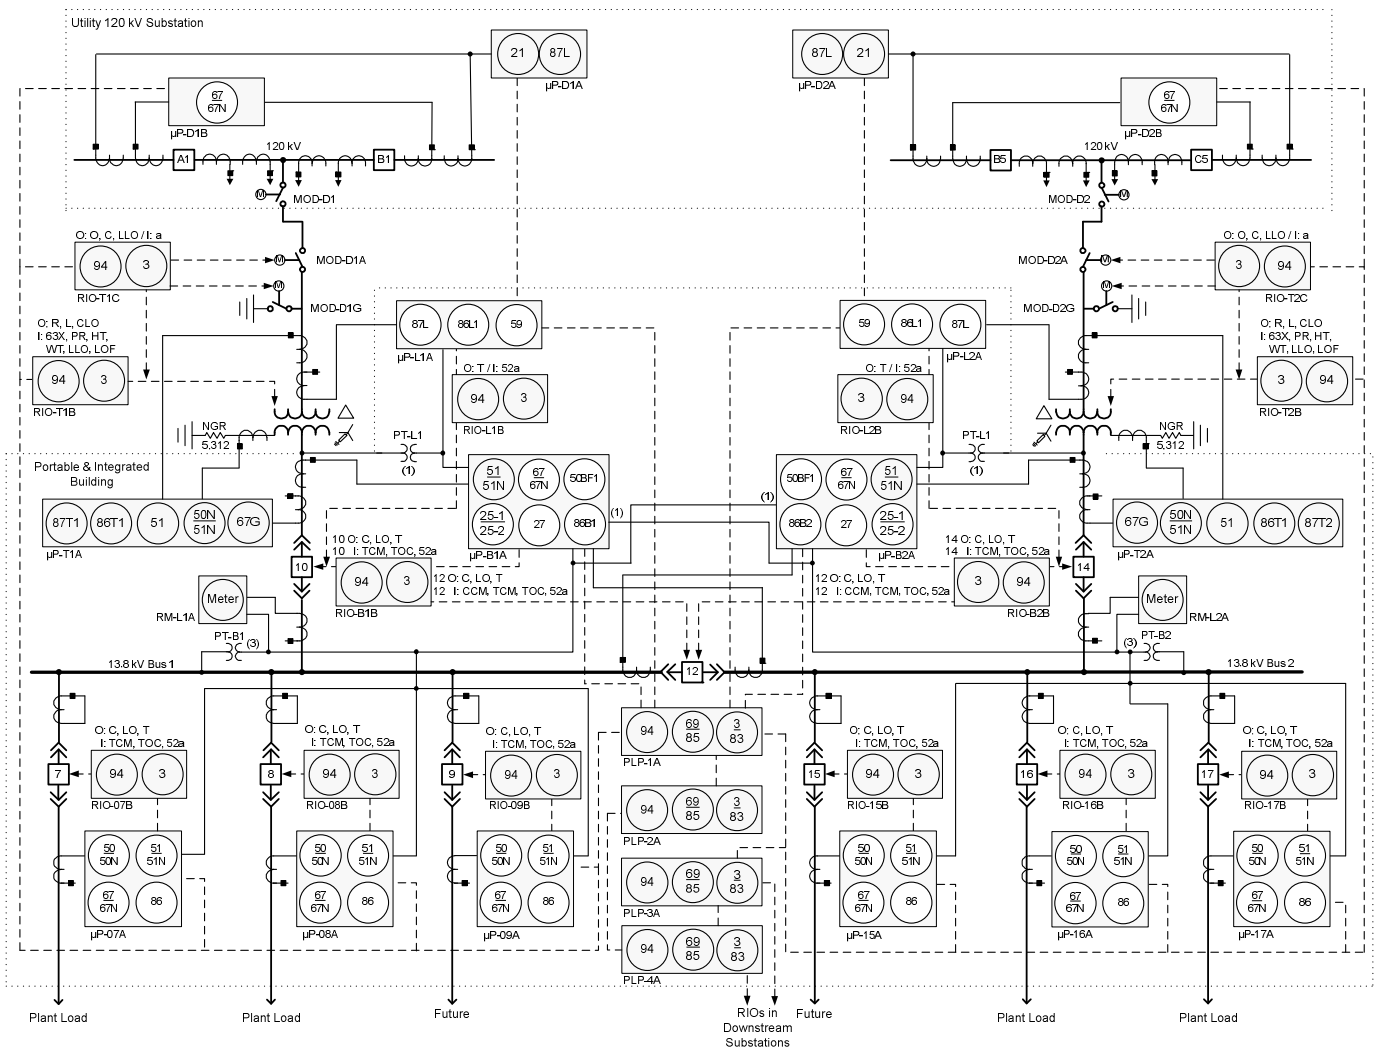 Utility 120 kV Substation
21
87L
µP-D1A
87L
21
µP-D2A
67
67N
µP-D1B
67
67N
µP-D2B
120 kV
A1
B1
120 kV
B5
C5
M
MOD-D1
MOD-D2
M
O: O, C, LLO / I: a
94
3
RIO-T1C
M
MOD-D1A
M
MOD-D1G
MOD-D2A
M
MOD-D2G
M
O: O, C, LLO / I: a
3
94
RIO-T2C
O: R, L, CLO
I: 63X, PR, HT,
WT, LLO, LOF
94
3
RIO-T1B
87L
86L1
59
µP-L1A
59
86L1
87L
µP-L2A
O: R, L, CLO
I: 63X, PR, HT,
WT, LLO, LOF
3
94
RIO-T2B
O: T / I: 52a
94
3
RIO-L1B
O: T / I: 52a
3
94
RIO-L2B
NGR
5.312
PT-L1
(1)
PT-L1
(1)
NGR
5.312
Portable & Integrated
Building
87T1
86T1
51
50N
51N
67G
µP-T1A
51
51N
67
67N
50BF1
25-1
25-2
27
86B1
(1)
µP-B1A
(1)
50BF1
67
67N
51
51N
86B2
27
25-1
25-2
µP-B2A
67G
50N
51N
51
86T1
87T2
µP-T2A
10 O: C, LO, T
10 I: TCM, TOC, 52a
10
94
3
RIO-B1B
12 O: C, LO, T
12 I: CCM, TCM, TOC, 52a
12 O: C, LO, T
12 I: CCM, TCM, TOC, 52a
14 O: C, LO, T
14 I: TCM, TOC, 52a
3
94
RIO-B2B
14
Meter
RM-L1A
Meter
RM-L2A
PT-B1
(3)
(3)
PT-B2
13.8 kV Bus 1
12
13.8 kV Bus 2
O: C, LO, T
I: TCM, TOC, 52a
7
94
3
RIO-07B
O: C, LO, T
I: TCM, TOC, 52a
8
94
3
RIO-08B
O: C, LO, T
I: TCM, TOC, 52a
9
94
3
RIO-09B
94
69
85
3
83
PLP-1A
94
69
85
3
83
PLP-2A
94
69
85
3
83
PLP-3A
94
69
85
3
83
PLP-4A
O: C, LO, T
I: TCM, TOC, 52a
15
94
3
RIO-15B
O: C, LO, T
I: TCM, TOC, 52a
16
94
3
RIO-16B
O: C, LO, T
I: TCM, TOC, 52a
17
94
3
RIO-17B
50
50N
51
51N
67
67N
86
µP-07A
50
50N
51
51N
67
67N
86
µP-08A
50
50N
51
51N
67
67N
86
µP-09A
50
50N
51
51N
67
67N
86
µP-15A
50
50N
51
51N
67
67N
86
µP-16A
50
50N
51
51N
67
67N
86
µP-17A
Plant Load
Plant Load
Future
RIOs in
Downstream
Substations
Future
Plant Load
Plant Load